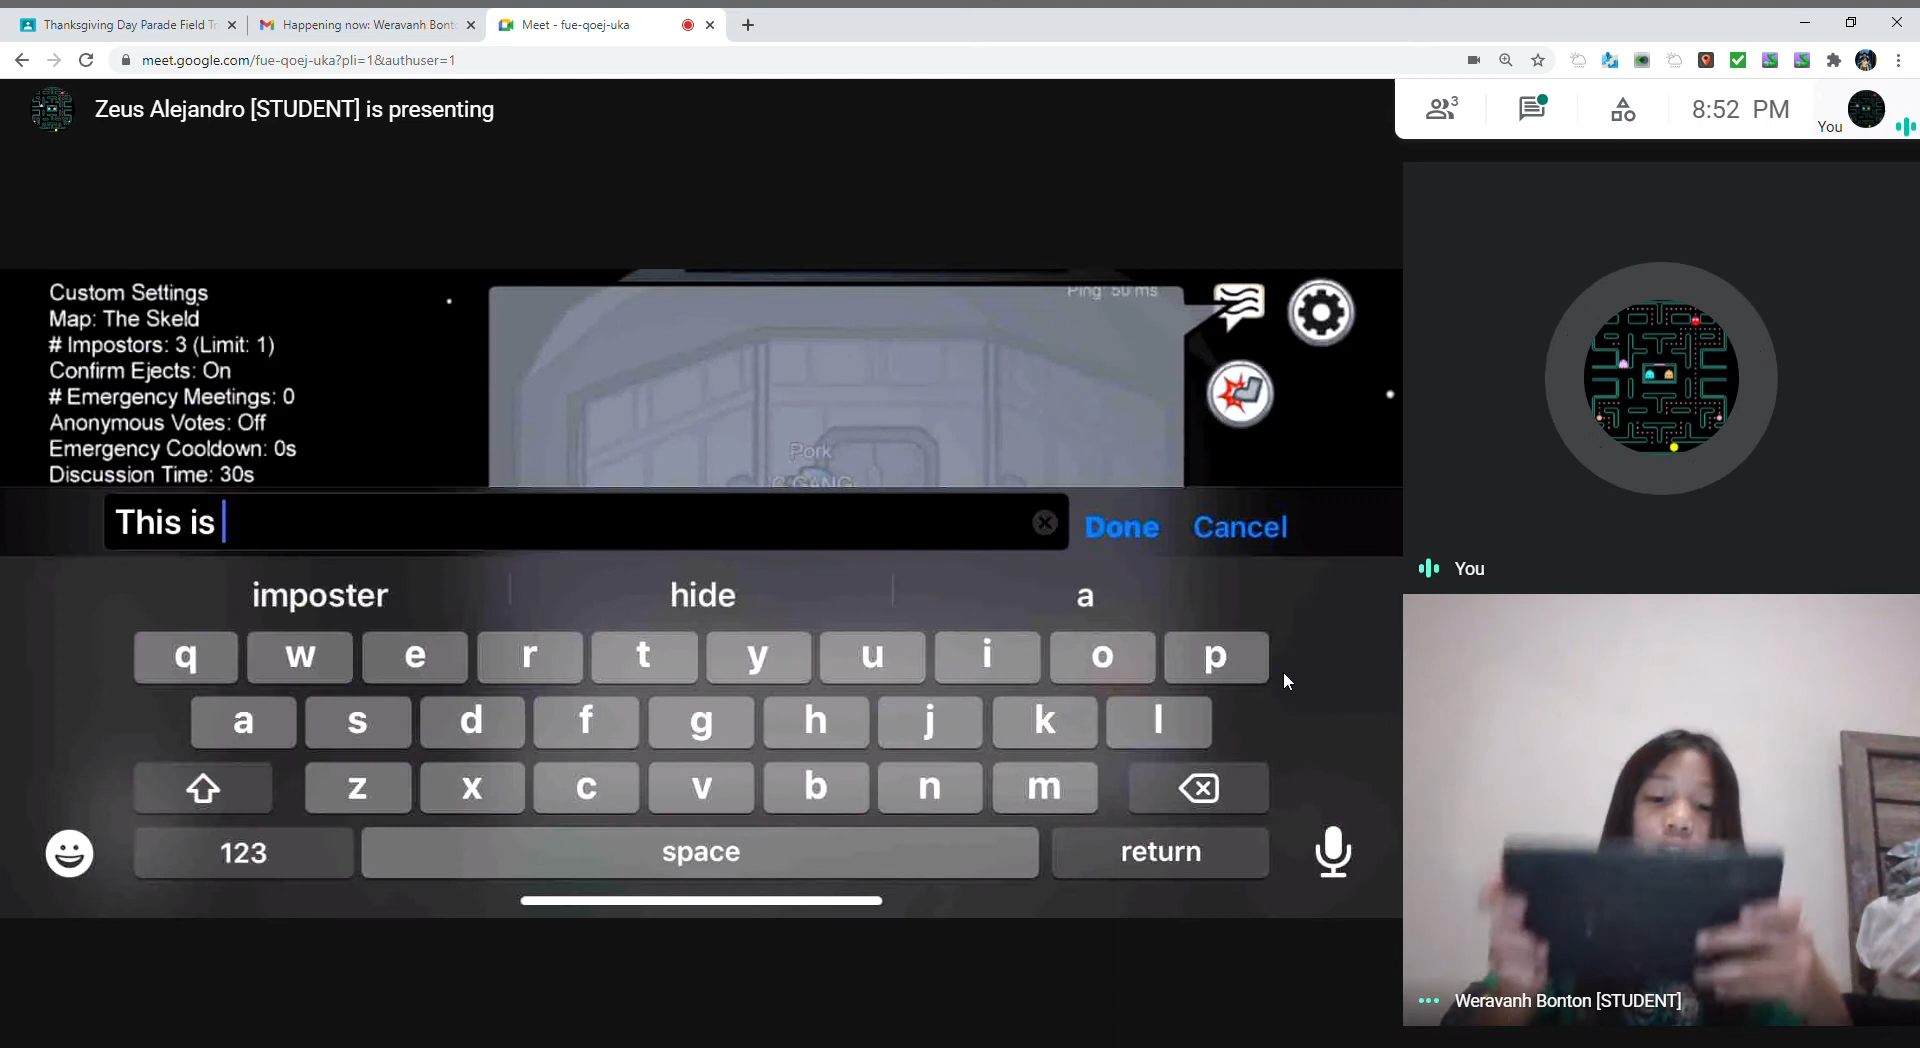 Thanksgiving Day Parade Field Tr
Happening now: Weravanh Bont
Meet - fue-qoej-uka
meet.google.com/fue-qoej-uka?pli=1&authuser=1
Zeus Alejandro [STUDENT] is presenting
3
8:52 PM
You
Custom Settings
Map: The Skeld
# Impostors: 3 (Limit: 1)
Confirm Ejects: On
# Emergency Meetings: 0
Anonymous Votes: Off
Emergency Cooldown: 0s
Discussion Time: 30s
Ping: 50 ms
Pork
This is
Done
Cancel
imposter
hide
a
q w e r t y u i o p
a s d f g h j k l
z x c v b n m
123
space
return
You
Weravanh Bonton [STUDENT]